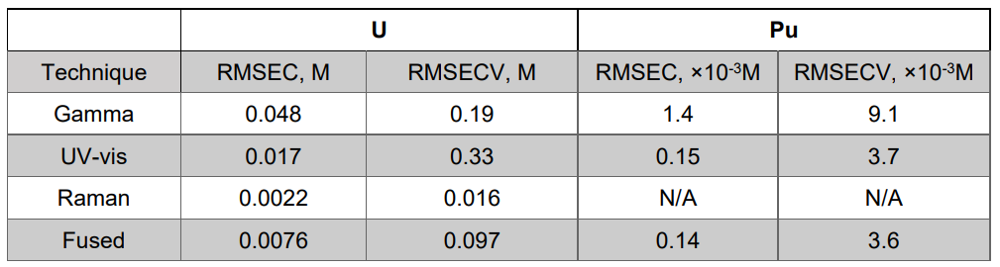 U Pu
Technique RMSEC, M RMSECV, M RMSEC, ×10⁻³M RMSECV, ×10⁻³M
Gamma 0.048 0.19 1.4 9.1
UV-vis 0.017 0.33 0.15 3.7
Raman 0.0022 0.016 N/A N/A
Fused 0.0076 0.097 0.14 3.6